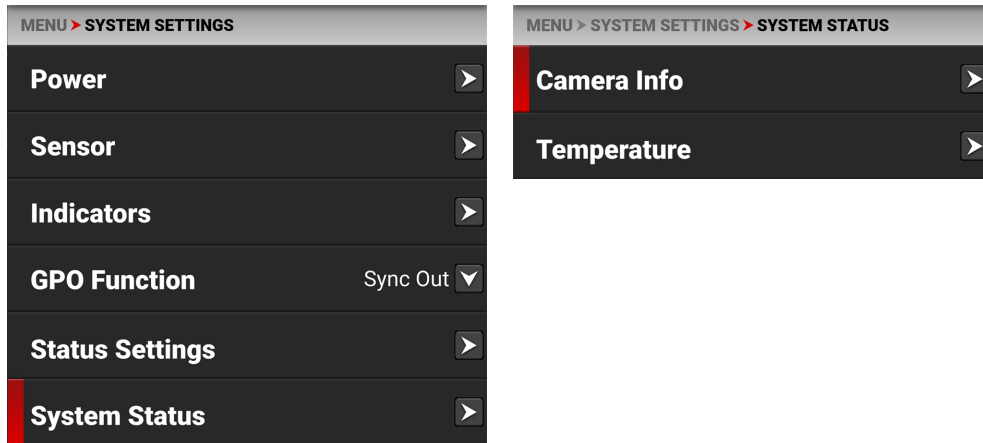 MENU > SYSTEM SETTINGS
Power
Sensor
Indicators
GPO Function Sync Out
Status Settings
System Status
MENU > SYSTEM SETTINGS > SYSTEM STATUS
Camera Info
Temperature